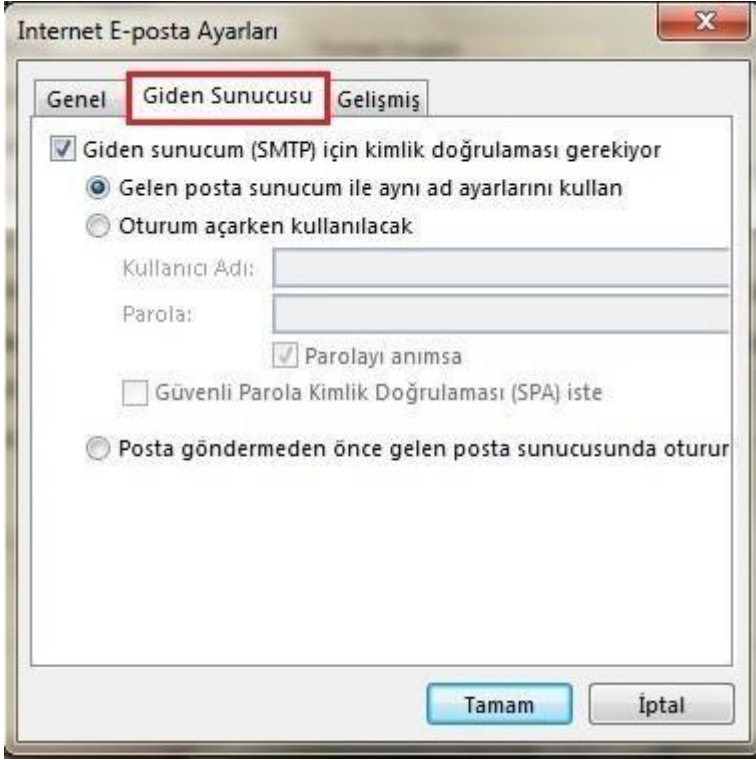 Internet E-posta Ayarları
Genel
Giden Sunucusu
Gelişmiş
Giden sunucum (SMTP) için kimlik doğrulaması gerekiyor
Gelen posta sunucum ile aynı ad ayarlarını kullan
Oturum açarken kullanılacak
Kullanıcı Adı:
Parola:
Parolayı anımsa
Güvenli Parola Kimlik Doğrulaması (SPA) iste
Posta göndermeden önce gelen posta sunucusunda oturur
Tamam
İptal